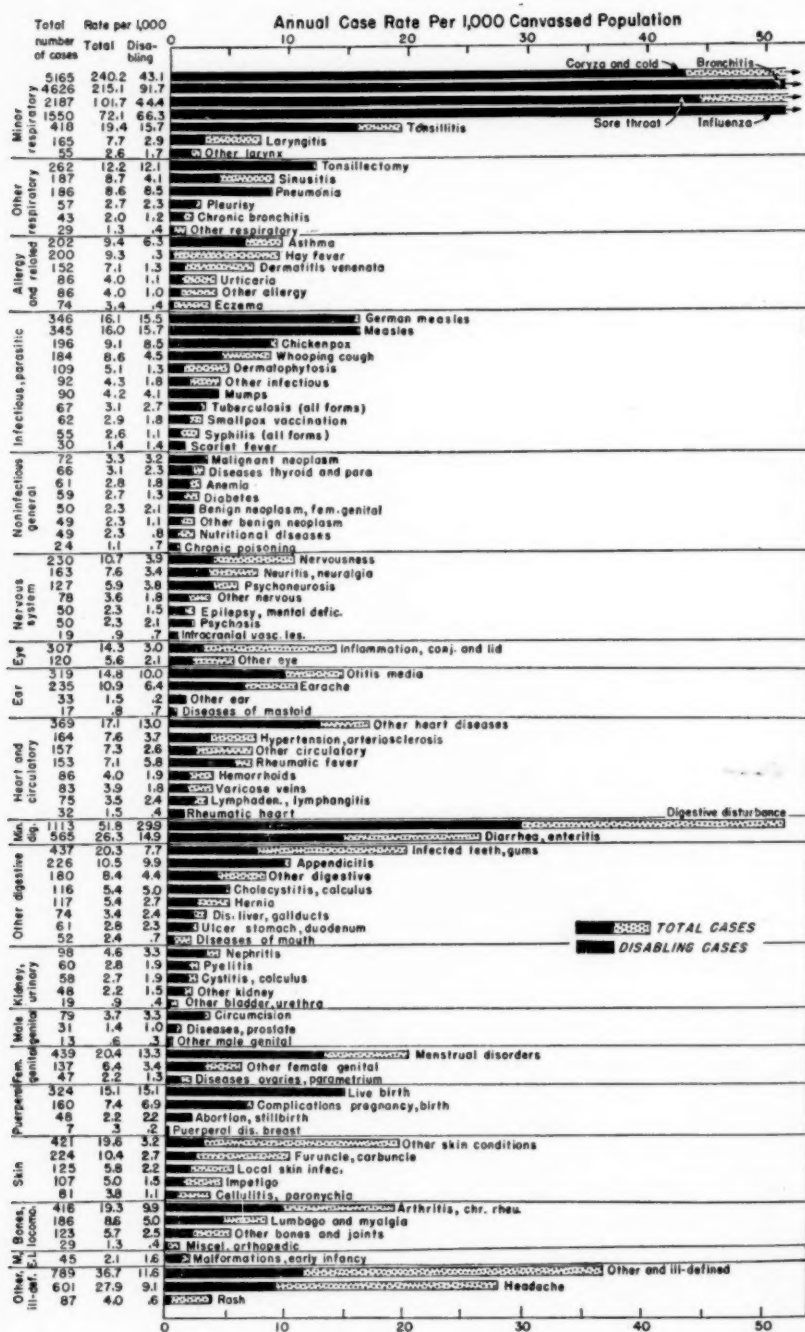 Annual Case Rate Per 1,000 Canvassed Population
Total number of cases
Rate per 1,000
Total
Disabling
0 10 20 30 40 50
Minor respiratory
5165 240.2 43.1 Coryza and cold
4626 215.1 91.7 Bronchitis
2187 101.7 44.4 Sore throat
1550 72.1 66.3 Influenza
418 19.4 15.7 Tonsillitis
165 7.7 2.9 Laryngitis
55 2.6 1.7 Other larynx
Other respiratory
262 12.2 12.1 Tonsillectomy
187 8.7 4.1 Sinusitis
186 8.6 8.5 Pneumonia
57 2.7 2.3 Pleurisy
43 2.0 1.2 Chronic bronchitis
29 1.3 .4 Other respiratory
Allergy and related
202 9.4 6.3 Asthma
200 9.3 .3 Hay fever
152 7.1 1.3 Dermatitis venenata
86 4.0 1.1 Urticaria
86 4.0 1.0 Other allergy
74 3.4 .4 Eczema
Infectious, parasitic
346 16.1 15.5 German measles
345 16.0 15.7 Measles
196 9.1 8.5 Chickenpox
184 8.6 4.5 Whooping cough
109 5.1 1.3 Dermatophytosis
92 4.3 1.8 Other infectious
90 4.2 4.1 Mumps
67 3.1 2.7 Tuberculosis (all forms)
62 2.9 1.8 Smallpox vaccination
55 2.6 1.1 Syphilis (all forms)
30 1.4 1.4 Scarlet fever
Noninfectious general
72 3.3 3.2 Malignant neoplasm
66 3.1 2.3 Diseases thyroid and para
61 2.8 1.8 Anemia
59 2.7 1.3 Diabetes
50 2.3 2.1 Benign neoplasm, fem. genital
49 2.3 1.1 Other benign neoplasm
49 2.3 .8 Nutritional diseases
24 1.1 .7 Chronic poisoning
Nervous system
230 10.7 3.9 Nervousness
163 7.6 3.4 Neuritis, neuralgia
127 5.9 3.8 Psychoneurosis
78 3.6 1.8 Other nervous
50 2.3 1.5 Epilepsy, mental defic.
50 2.3 2.1 Psychosis
19 .9 .7 Intracranial vasc. les.
Eye
307 14.3 3.0 Inflammation, conj. and lid
120 5.6 2.1 Other eye
Ear
319 14.8 10.0 Otitis media
235 10.9 6.4 Earache
33 1.5 .2 Other ear
17 .8 .7 Diseases of mastoid
Heart and circulatory
369 17.1 13.0 Other heart diseases
164 7.6 3.7 Hypertension, arteriosclerosis
157 7.3 2.6 Other circulatory
153 7.1 5.8 Rheumatic fever
86 4.0 1.9 Hemorrhoids
83 3.9 1.8 Varicose veins
75 3.5 2.4 Lymphaden., lymphangitis
32 1.5 .4 Rheumatic heart
Min. dig.
1113 51.8 29.9 Digestive disturbance
565 26.3 14.9 Diarrhea, enteritis
Other digestive
437 20.3 7.7 Infected teeth, gums
226 10.5 9.9 Appendicitis
180 8.4 4.4 Other digestive
116 5.4 5.0 Cholecystitis, calculus
117 5.4 2.7 Hernia
74 3.4 2.4 Dis. liver, gallducts
61 2.8 2.3 Ulcer stomach, duodenum
52 2.4 .7 Diseases of mouth
TOTAL CASES
DISABLING CASES
Kidney, urinary
98 4.6 3.3 Nephritis
60 2.8 1.9 Pyelitis
58 2.7 1.9 Cystitis, calculus
48 2.2 1.5 Other kidney
19 .9 .4 Other bladder, urethra
Male genital
79 3.7 3.3 Circumcision
31 1.4 1.0 Diseases, prostate
13 .6 .3 Other male genital
Fem. genital
439 20.4 13.3 Menstrual disorders
137 6.4 3.4 Other female genital
47 2.2 1.3 Diseases ovaries, parametrium
Puerperal
324 15.1 15.1 Live birth
160 7.4 6.9 Complications pregnancy, birth
48 2.2 2.2 Abortion, stillbirth
7 .3 .2 Puerperal dis. breast
Skin
421 19.6 3.2 Other skin conditions
224 10.4 2.7 Furuncle, carbuncle
125 5.8 2.2 Local skin infec.
107 5.0 1.5 Impetigo
81 3.8 1.1 Cellulitis, paronychia
Bones, locomo.
416 19.3 9.9 Arthritis, chr. rheu.
186 8.6 5.0 Lumbago and myalgia
123 5.7 2.5 Other bones and joints
29 1.3 .4 Miscel. orthopedic
M, E.I.
45 2.1 1.6 Malformations, early infancy
Other, ill-def.
789 36.7 11.6 Other and ill-defined
601 27.9 9.1 Headache
87 4.0 .6 Rash
0 10 20 30 40 50